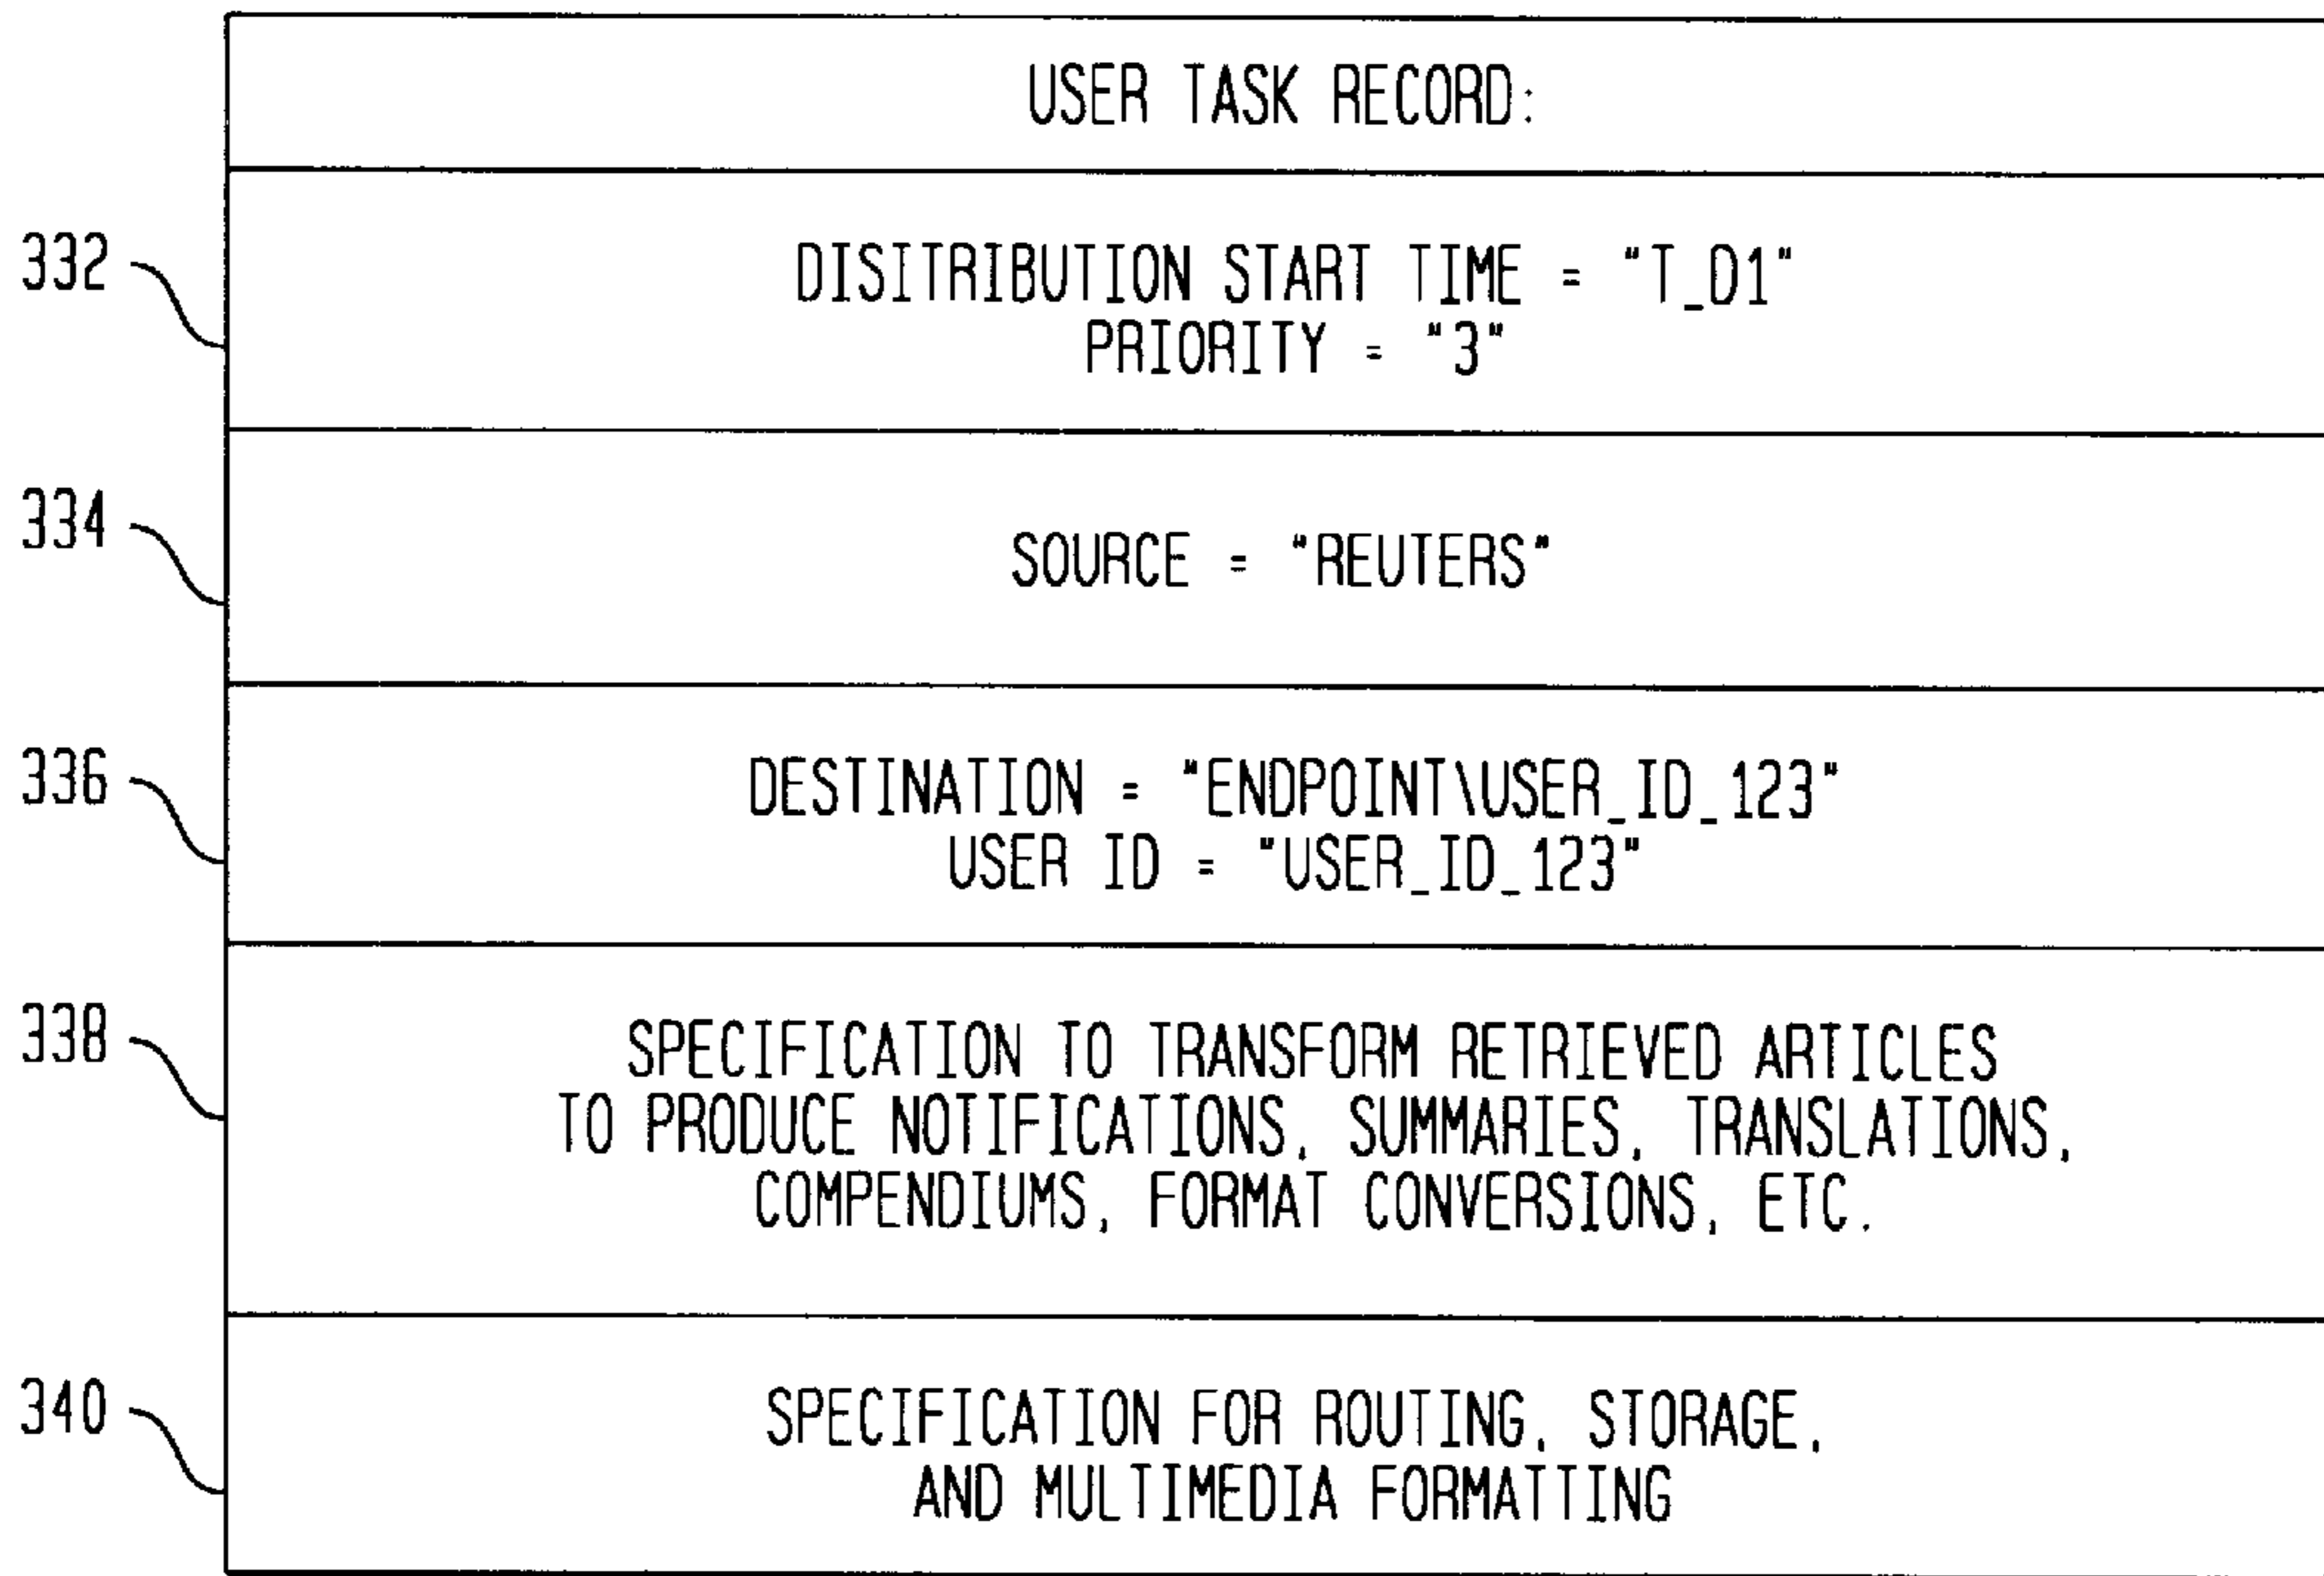 USER TASK RECORD:
332
DISITRIBUTION START TIME = "T_D1"
PRIORITY = "3"
334
SOURCE = "REUTERS"
336
DESTINATION = "ENDPOINT\USER_ID_123"
USER ID = "USER_ID_123"
338
SPECIFICATION TO TRANSFORM RETRIEVED ARTICLES
TO PRODUCE NOTIFICATIONS, SUMMARIES, TRANSLATIONS,
COMPENDIUMS, FORMAT CONVERSIONS, ETC.
340
SPECIFICATION FOR ROUTING, STORAGE,
AND MULTIMEDIA FORMATTING